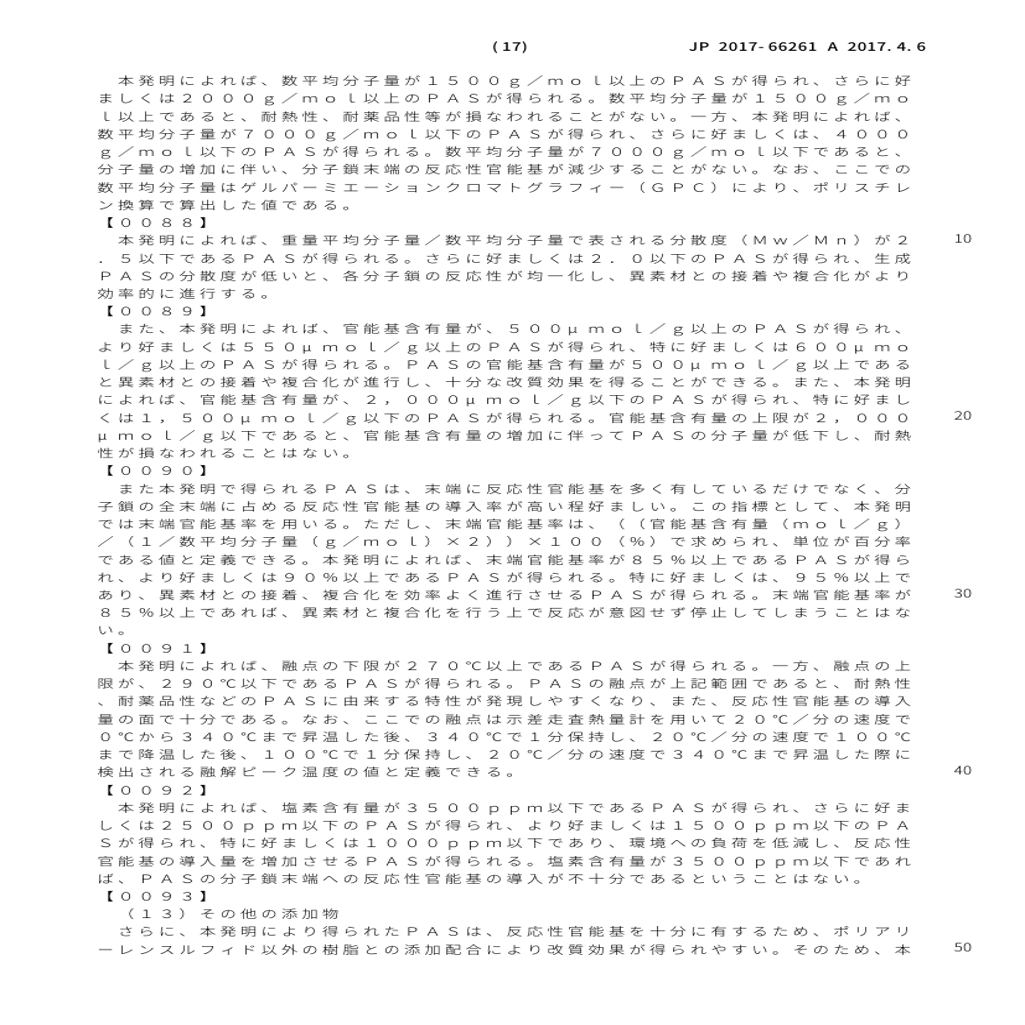 (17) JP 2017-66261 A 2017.4.6
本発明によれば、数平均分子量が１５００ｇ／ｍｏｌ以上のＰＡＳが得られ、さらに好
ましくは２０００ｇ／ｍｏｌ以上のＰＡＳが得られる。数平均分子量が１５００ｇ／ｍｏ
ｌ以上であると、耐熱性、耐薬品性等が損なわれることがない。一方、本発明によれば、
数平均分子量が７０００ｇ／ｍｏｌ以下のＰＡＳが得られ、さらに好ましくは、４０００
ｇ／ｍｏｌ以下のＰＡＳが得られる。数平均分子量が７０００ｇ／ｍｏｌ以下であると、
分子量の増加に伴い、分子鎖末端の反応性官能基が減少することがない。なお、ここでの
数平均分子量はゲルパーミエーションクロマトグラフィー（ＧＰＣ）により、ポリスチレ
ン換算で算出した値である。
【００８８】
本発明によれば、重量平均分子量／数平均分子量で表される分散度（Ｍｗ／Ｍｎ）が２ 10
．５以下であるＰＡＳが得られる。さらに好ましくは２．０以下のＰＡＳが得られ、生成
ＰＡＳの分散度が低いと、各分子鎖の反応性が均一化し、異素材との接着や複合化がより
効率的に進行する。
【００８９】
また、本発明によれば、官能基含有量が、５００μｍｏｌ／ｇ以上のＰＡＳが得られ、
より好ましくは５５０μｍｏｌ／ｇ以上のＰＡＳが得られ、特に好ましくは６００μｍｏ
ｌ／ｇ以上のＰＡＳが得られる。ＰＡＳの官能基含有量が５００μｍｏｌ／ｇ以上である
と異素材との接着や複合化が進行し、十分な改質効果を得ることができる。また、本発明
によれば、官能基含有量が、２，０００μｍｏｌ／ｇ以下のＰＡＳが得られ、特に好まし
くは１，５００μｍｏｌ／ｇ以下のＰＡＳが得られる。官能基含有量の上限が２，０００ 20
μｍｏｌ／ｇ以下であると、官能基含有量の増加に伴ってＰＡＳの分子量が低下し、耐熱
性が損なわれることはない。
【００９０】
また本発明で得られるＰＡＳは、末端に反応性官能基を多く有しているだけでなく、分
子鎖の全末端に占める反応性官能基の導入率が高い程好ましい。この指標として、本発明
では末端官能基率を用いる。ただし、末端官能基率は、（（官能基含有量（ｍｏｌ／ｇ）
／（１／数平均分子量（ｇ／ｍｏｌ）×２））×１００（％）で求められ、単位が百分率
である値と定義できる。本発明によれば、末端官能基率が８５％以上であるＰＡＳが得ら
れ、より好ましくは９０％以上であるＰＡＳが得られる。特に好ましくは、９５％以上で
あり、異素材との接着、複合化を効率よく進行させるＰＡＳが得られる。末端官能基率が 30
８５％以上であれば、異素材と複合化を行う上で反応が意図せず停止してしまうことはな
い。
【００９１】
本発明によれば、融点の下限が２７０℃以上であるＰＡＳが得られる。一方、融点の上
限が、２９０℃以下であるＰＡＳが得られる。ＰＡＳの融点が上記範囲であると、耐熱性
、耐薬品性などのＰＡＳに由来する特性が発現しやすくなり、また、反応性官能基の導入
量の面で十分である。なお、ここでの融点は示差走査熱量計を用いて２０℃／分の速度で
０℃から３４０℃まで昇温した後、３４０℃で１分保持し、２０℃／分の速度で１００℃
まで降温した後、１００℃で１分保持し、２０℃／分の速度で３４０℃まで昇温した際に
検出される融解ピーク温度の値と定義できる。 40
【００９２】
本発明によれば、塩素含有量が３５００ｐｐｍ以下であるＰＡＳが得られ、さらに好ま
しくは２５００ｐｐｍ以下のＰＡＳが得られ、より好ましくは１５００ｐｐｍ以下のＰＡ
Ｓが得られ、特に好ましくは１０００ｐｐｍ以下であり、環境への負荷を低減し、反応性
官能基の導入量を増加させるＰＡＳが得られる。塩素含有量が３５００ｐｐｍ以下であれ
ば、ＰＡＳの分子鎖末端への反応性官能基の導入が不十分であるということはない。
【００９３】
（１３）その他の添加物
さらに、本発明により得られたＰＡＳは、反応性官能基を十分に有するため、ポリアリ
ーレンスルフィド以外の樹脂との添加配合により改質効果が得られやすい。そのため、本 50